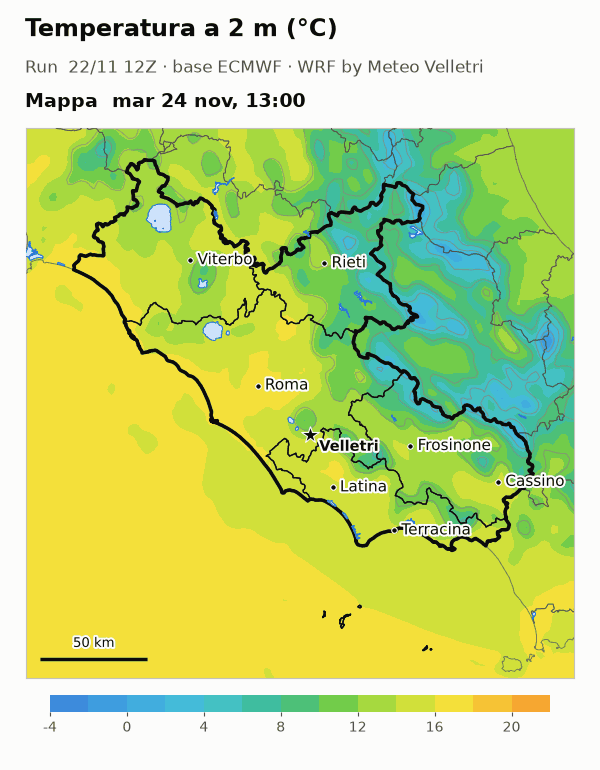 Temperatura a 2 m (°C)
Run  22/11 12Z · base ECMWF · WRF by Meteo Velletri
Mappa  mar 24 nov, 13:00
Viterbo
Rieti
Roma
Velletri
Frosinone
Cassino
Latina
Terracina
50 km
-4 0 4 8 12 16 20